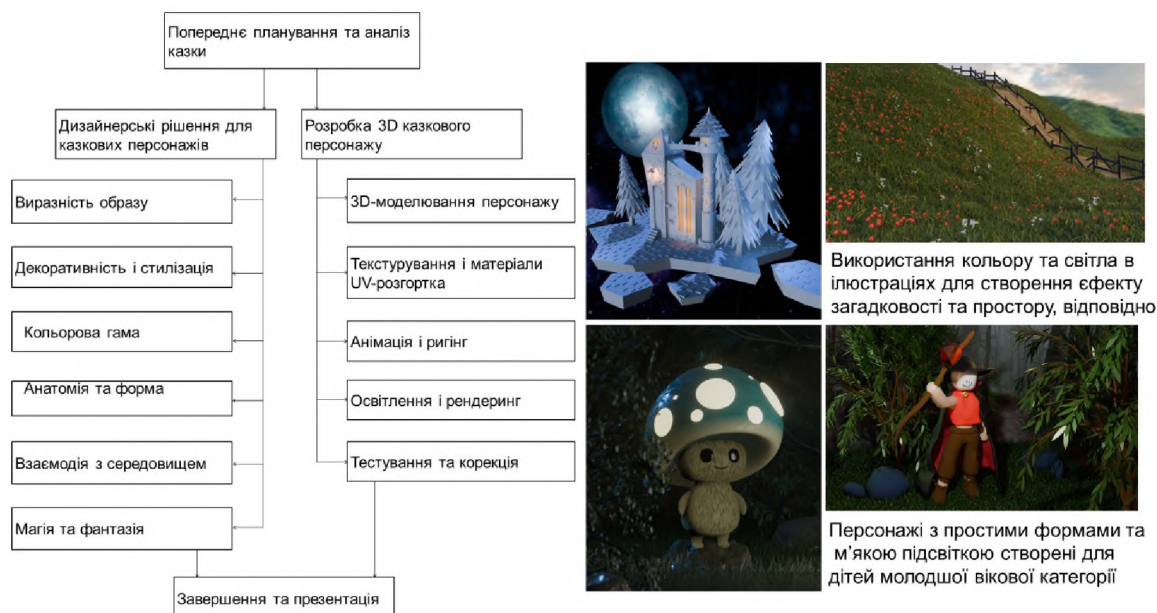 Попереднє планування та аналіз
казки
Дизайнерські рішення для
казкових персонажів
Виразність образу
Декоративність і стилізація
Кольорова гама
Анатомія та форма
Взаємодія з середовищем
Магія та фантазія
Розробка 3D казкового
персонажу
3D-моделювання персонажу
Текстурування і матеріали
UV-розгортка
Анімація і ригінг
Освітлення і рендеринг
Тестування та корекція
Завершення та презентація
Використання кольору та світла в
ілюстраціях для створення єфекту
загадковості та простору, відповідно
Персонажі з простими формами та
м’якою підсвіткою створені для
дітей молодшої вікової категорії